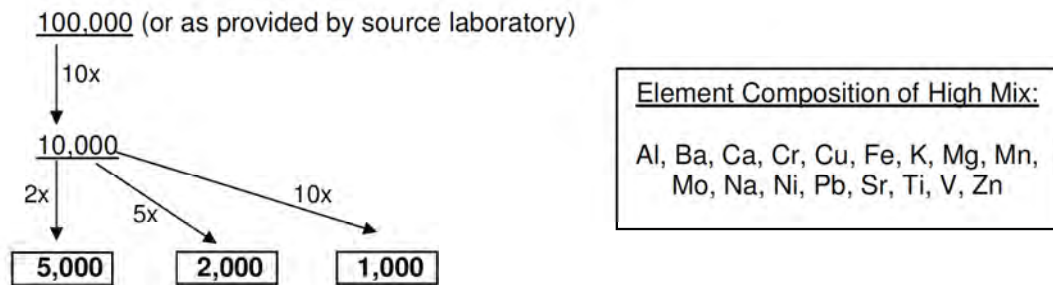 100,000 (or as provided by source laboratory)
10x
10,000
2x
5x
10x
5,000
2,000
1,000
Element Composition of High Mix:
Al, Ba, Ca, Cr, Cu, Fe, K, Mg, Mn,
Mo, Na, Ni, Pb, Sr, Ti, V, Zn